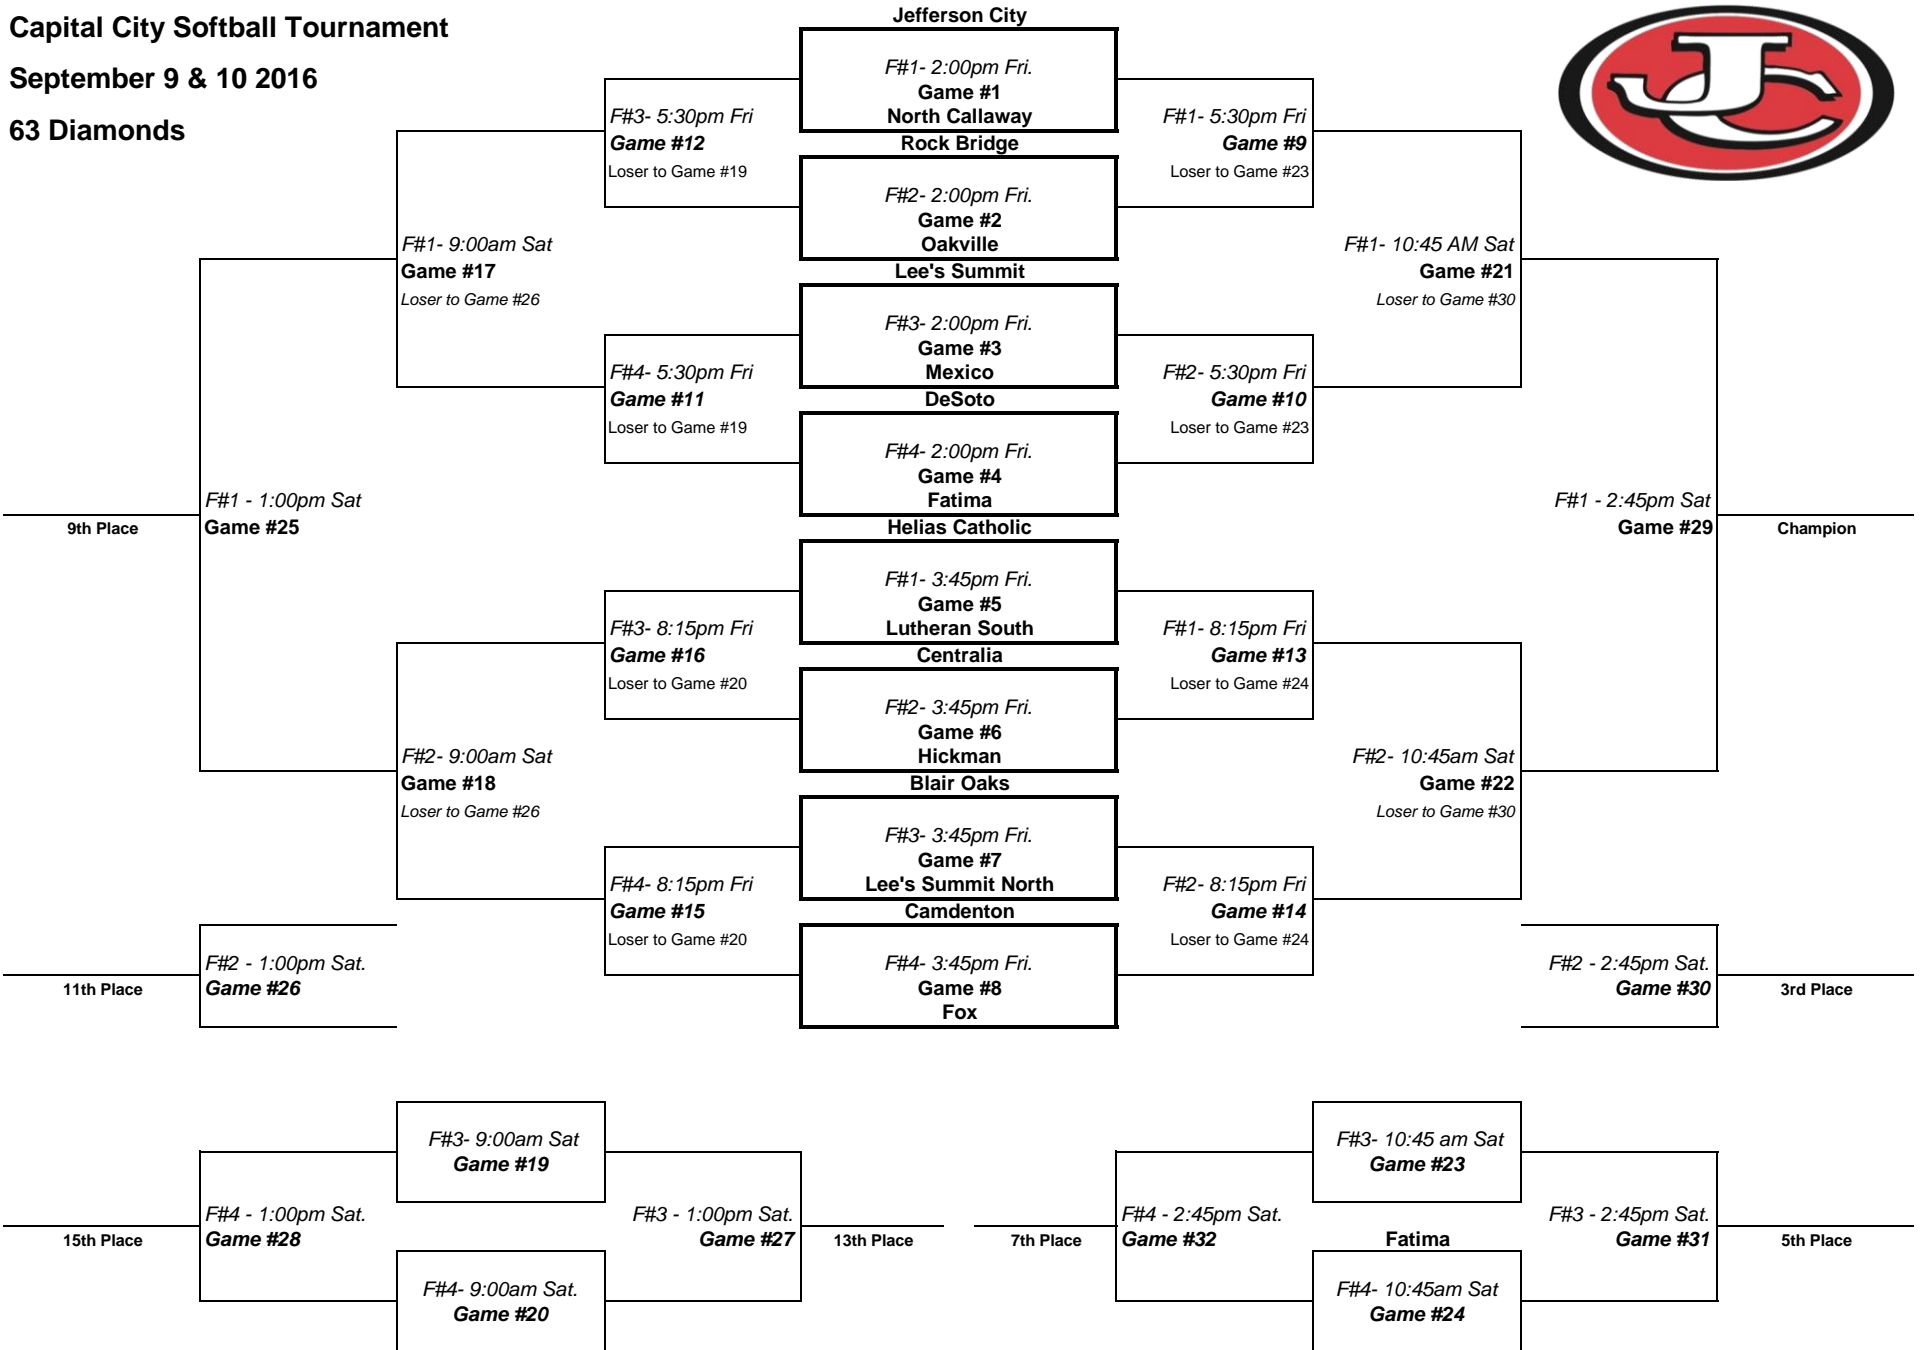 Capital City Softball Tournament
September 9 & 10 2016
63 Diamonds
JC
Jefferson City
F#1- 2:00pm Fri.
Game #1
North Callaway
Rock Bridge
F#2- 2:00pm Fri.
Game #2
Oakville
Lee's Summit
F#3- 2:00pm Fri.
Game #3
Mexico
DeSoto
F#4- 2:00pm Fri.
Game #4
Fatima
Helias Catholic
F#1- 3:45pm Fri.
Game #5
Lutheran South
Centralia
F#2- 3:45pm Fri.
Game #6
Hickman
Blair Oaks
F#3- 3:45pm Fri.
Game #7
Lee's Summit North
Camdenton
F#4- 3:45pm Fri.
Game #8
Fox
F#3- 5:30pm Fri
Game #12
Loser to Game #19
F#4- 5:30pm Fri
Game #11
Loser to Game #19
F#3- 8:15pm Fri
Game #16
Loser to Game #20
F#4- 8:15pm Fri
Game #15
Loser to Game #20
F#1- 9:00am Sat
Game #17
Loser to Game #26
F#2- 9:00am Sat
Game #18
Loser to Game #26
F#1 - 1:00pm Sat
Game #25
9th Place
F#2 - 1:00pm Sat.
Game #26
11th Place
F#1- 5:30pm Fri
Game #9
Loser to Game #23
F#2- 5:30pm Fri
Game #10
Loser to Game #23
F#1- 8:15pm Fri
Game #13
Loser to Game #24
F#2- 8:15pm Fri
Game #14
Loser to Game #24
F#1- 10:45 AM Sat
Game #21
Loser to Game #30
F#2- 10:45am Sat
Game #22
Loser to Game #30
F#1 - 2:45pm Sat
Game #29
Champion
F#2 - 2:45pm Sat.
Game #30
3rd Place
F#3- 9:00am Sat
Game #19
F#4 - 1:00pm Sat.
Game #28
15th Place
F#3 - 1:00pm Sat.
Game #27
13th Place
F#4- 9:00am Sat.
Game #20
F#3- 10:45 am Sat
Game #23
F#4 - 2:45pm Sat.
Game #32
7th Place
F#3 - 2:45pm Sat.
Game #31
5th Place
Fatima
F#4- 10:45am Sat
Game #24